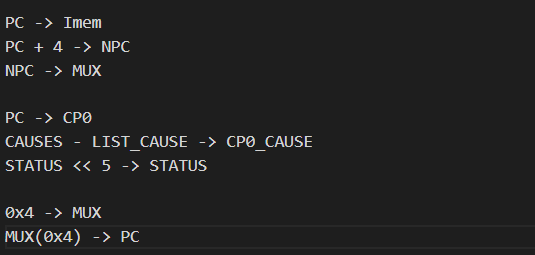 PC -> Imem
PC + 4 -> NPC
NPC -> MUX
PC -> CP0
CAUSES - LIST_CAUSE -> CP0_CAUSE
STATUS << 5 -> STATUS
0x4 -> MUX
MUX(0x4) -> PC